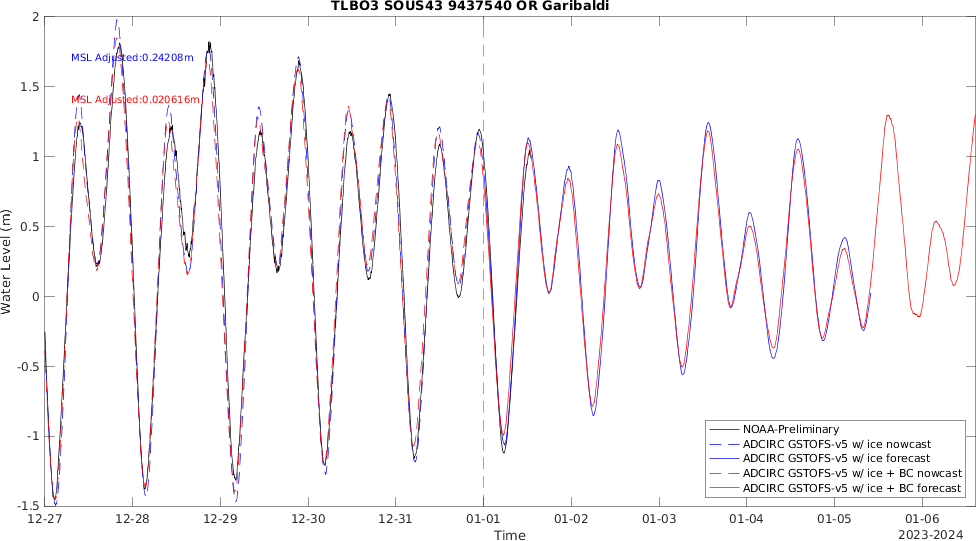 TLBO3 SOUS43 9437540 OR Garibaldi
MSL Adjusted:0.24208m
MSL Adjusted:0.020616m
Water Level (m)
2
1.5
1
0.5
0
-0.5
-1
-1.5
NOAA-Preliminary
ADCIRC GSTOFS-v5 w/ ice nowcast
ADCIRC GSTOFS-v5 w/ ice forecast
ADCIRC GSTOFS-v5 w/ ice + BC nowcast
ADCIRC GSTOFS-v5 w/ ice + BC forecast
12-27 12-28 12-29 12-30 12-31 01-01 01-02 01-03 01-04 01-05 01-06
Time
2023-2024